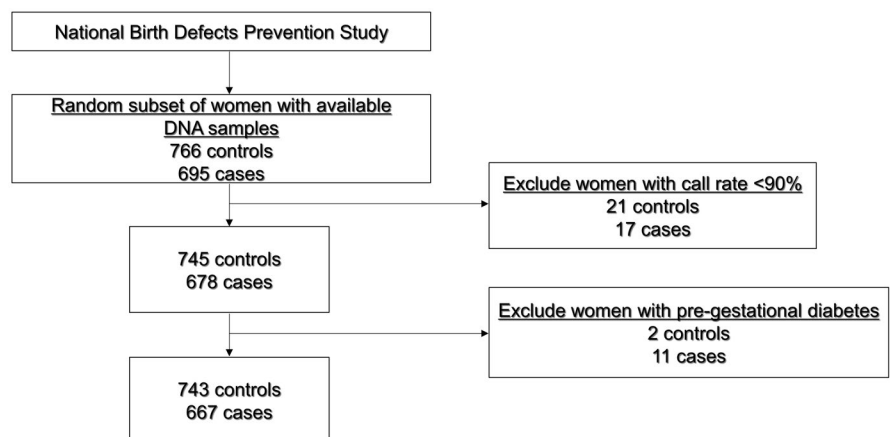 National Birth Defects Prevention Study
Random subset of women with available
DNA samples
766 controls
695 cases
Exclude women with call rate <90%
21 controls
17 cases
745 controls
678 cases
Exclude women with pre-gestational diabetes
2 controls
11 cases
743 controls
667 cases